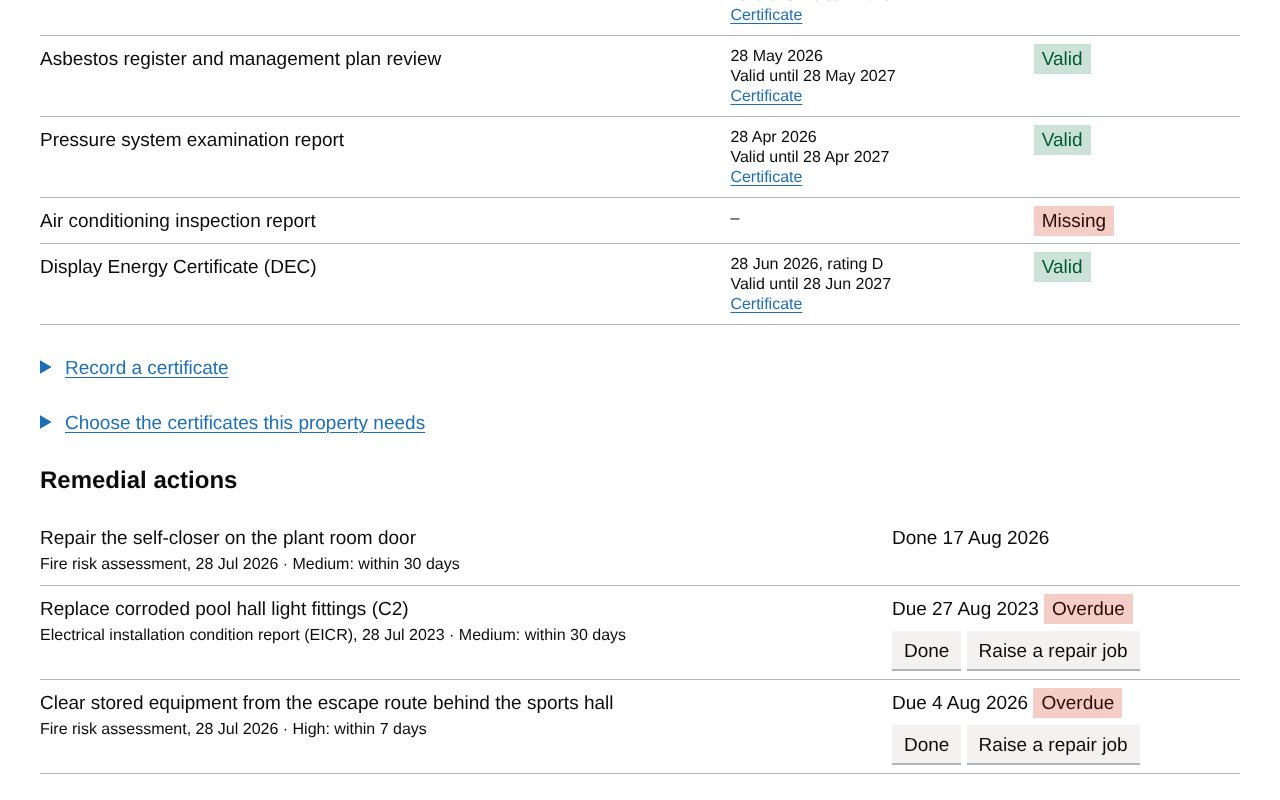 Certificate
Asbestos register and management plan review
28 May 2026
Valid until 28 May 2027
Certificate
Valid
Pressure system examination report
28 Apr 2026
Valid until 28 Apr 2027
Certificate
Valid
Air conditioning inspection report
–
Missing
Display Energy Certificate (DEC)
28 Jun 2026, rating D
Valid until 28 Jun 2027
Certificate
Valid
Record a certificate
Choose the certificates this property needs
Remedial actions
Repair the self-closer on the plant room door
Fire risk assessment, 28 Jul 2026 · Medium: within 30 days
Done 17 Aug 2026
Replace corroded pool hall light fittings (C2)
Electrical installation condition report (EICR), 28 Jul 2023 · Medium: within 30 days
Due 27 Aug 2023 Overdue
Done Raise a repair job
Clear stored equipment from the escape route behind the sports hall
Fire risk assessment, 28 Jul 2026 · High: within 7 days
Due 4 Aug 2026 Overdue
Done Raise a repair job